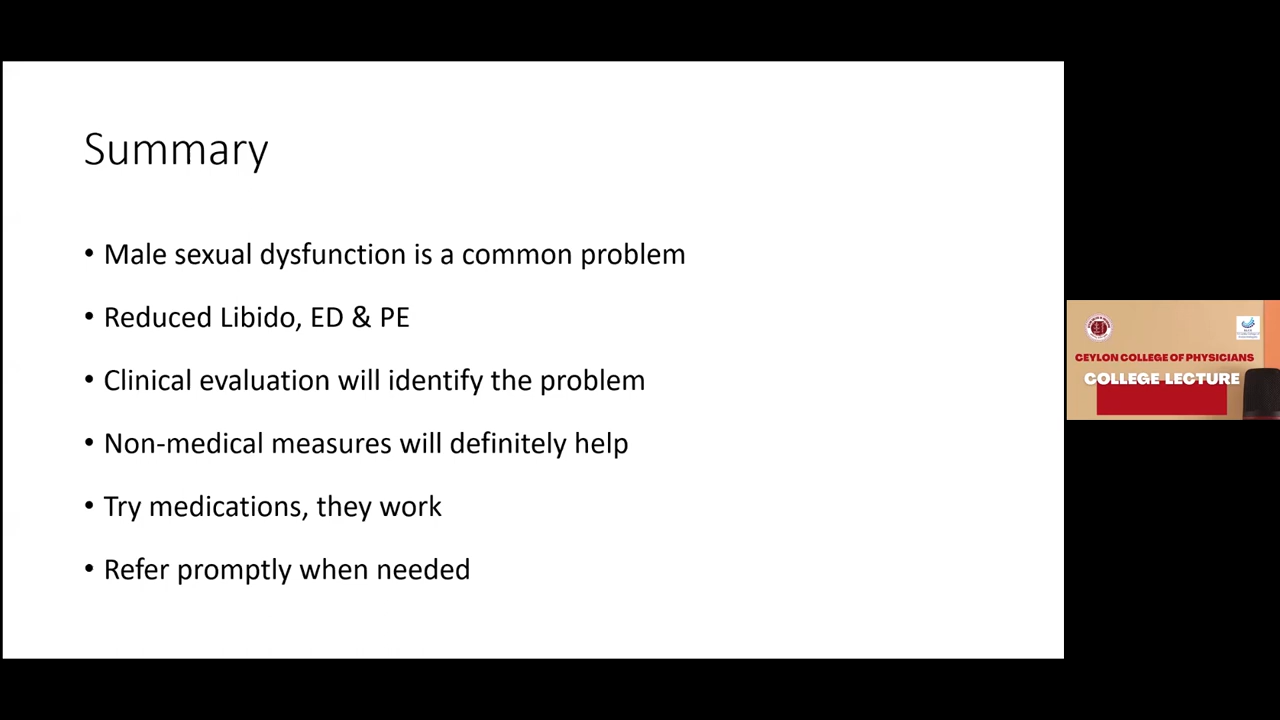 Summary
• Male sexual dysfunction is a common problem
• Reduced Libido, ED & PE
• Clinical evaluation will identify the problem
• Non-medical measures will definitely help
• Try medications, they work
• Refer promptly when needed
CEYLON COLLEGE OF PHYSICIANS
COLLEGE LECTURE